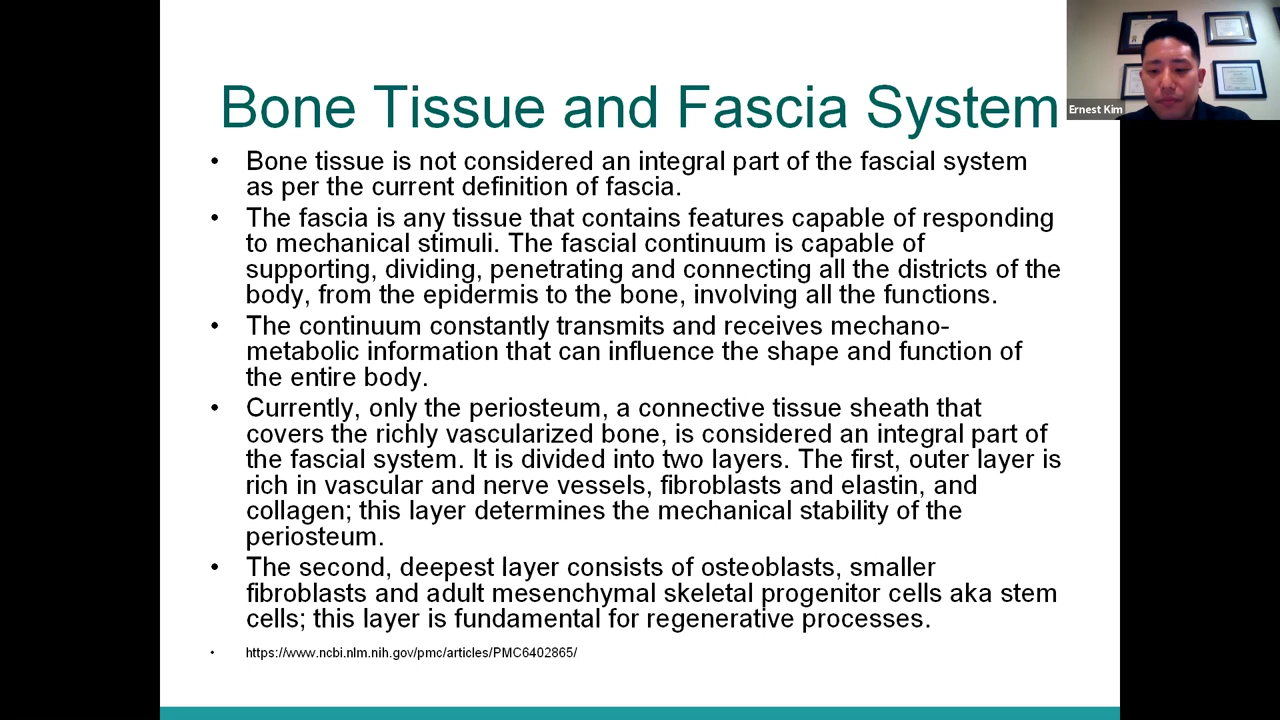 Bone Tissue and Fascia System
• Bone tissue is not considered an integral part of the fascial system
as per the current definition of fascia.
• The fascia is any tissue that contains features capable of responding
to mechanical stimuli. The fascial continuum is capable of
supporting, dividing, penetrating and connecting all the districts of the
body, from the epidermis to the bone, involving all the functions.
• The continuum constantly transmits and receives mechano-
metabolic information that can influence the shape and function of
the entire body.
• Currently, only the periosteum, a connective tissue sheath that
covers the richly vascularized bone, is considered an integral part of
the fascial system. It is divided into two layers. The first, outer layer is
rich in vascular and nerve vessels, fibroblasts and elastin, and
collagen; this layer determines the mechanical stability of the
periosteum.
• The second, deepest layer consists of osteoblasts, smaller
fibroblasts and adult mesenchymal skeletal progenitor cells aka stem
cells; this layer is fundamental for regenerative processes.
• https://www.ncbi.nlm.nih.gov/pmc/articles/PMC6402865/
Ernest Kim